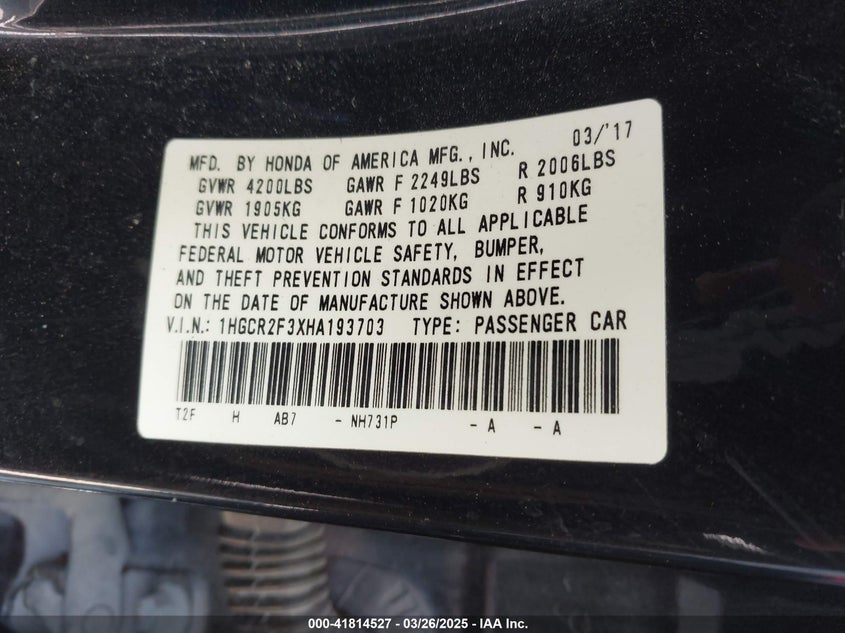 MFD. BY HONDA OF AMERICA MFG., INC. 03/'17
GVWR 4200LBS GAWR F 2249LBS R 2006LBS
GVWR 1905KG GAWR F 1020KG R 910KG
THIS VEHICLE CONFORMS TO ALL APPLICABLE
FEDERAL MOTOR VEHICLE SAFETY, BUMPER,
AND THEFT PREVENTION STANDARDS IN EFFECT
ON THE DATE OF MANUFACTURE SHOWN ABOVE.
V.I.N.: 1HGCR2F3XHA193703 TYPE: PASSENGER CAR
T2F H AB7 - NH731P - A - A
000-41814527 - 03/26/2025 - IAA Inc.